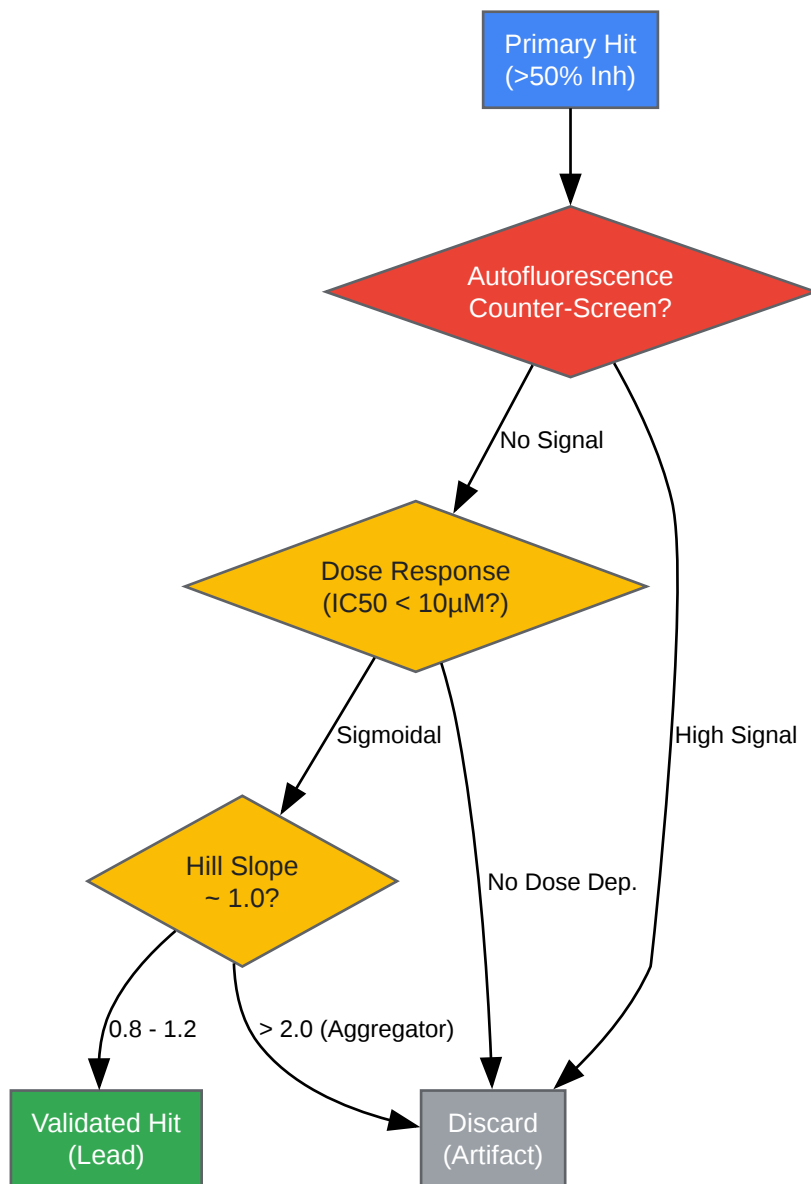 Primary Hit
(>50% Inh)
Autofluorescence
Counter-Screen?
No Signal
Dose Response
(IC50 < 10µM?)
Sigmoidal
High Signal
Hill Slope
~ 1.0?
No Dose Dep.
0.8 - 1.2
> 2.0 (Aggregator)
Validated Hit
(Lead)
Discard
(Artifact)